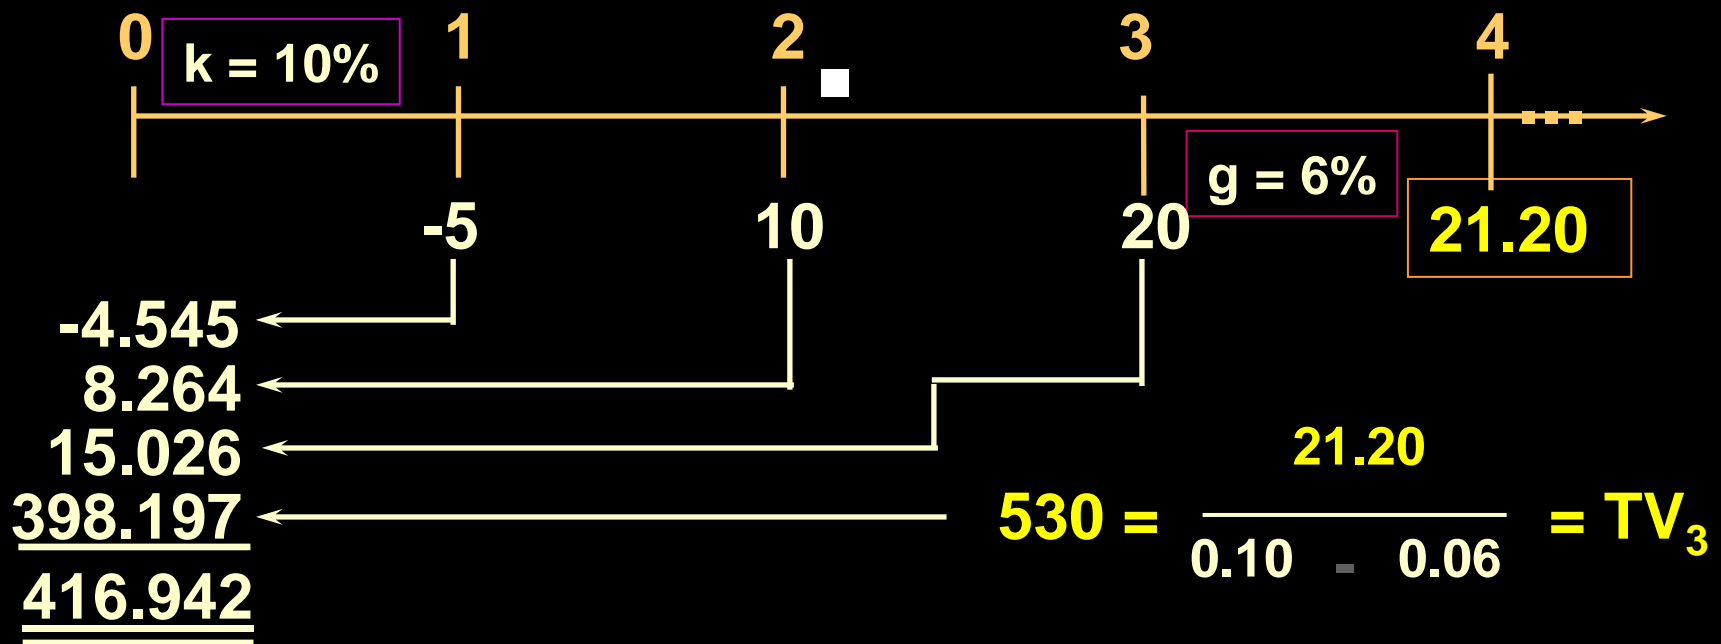 0 1 2 3 4
k = 10%
g = 6%
-5 10 20 21.20
-4.545
8.264
15.026
398.197
416.942
21.20
530 = = TV3
0.10 - 0.06